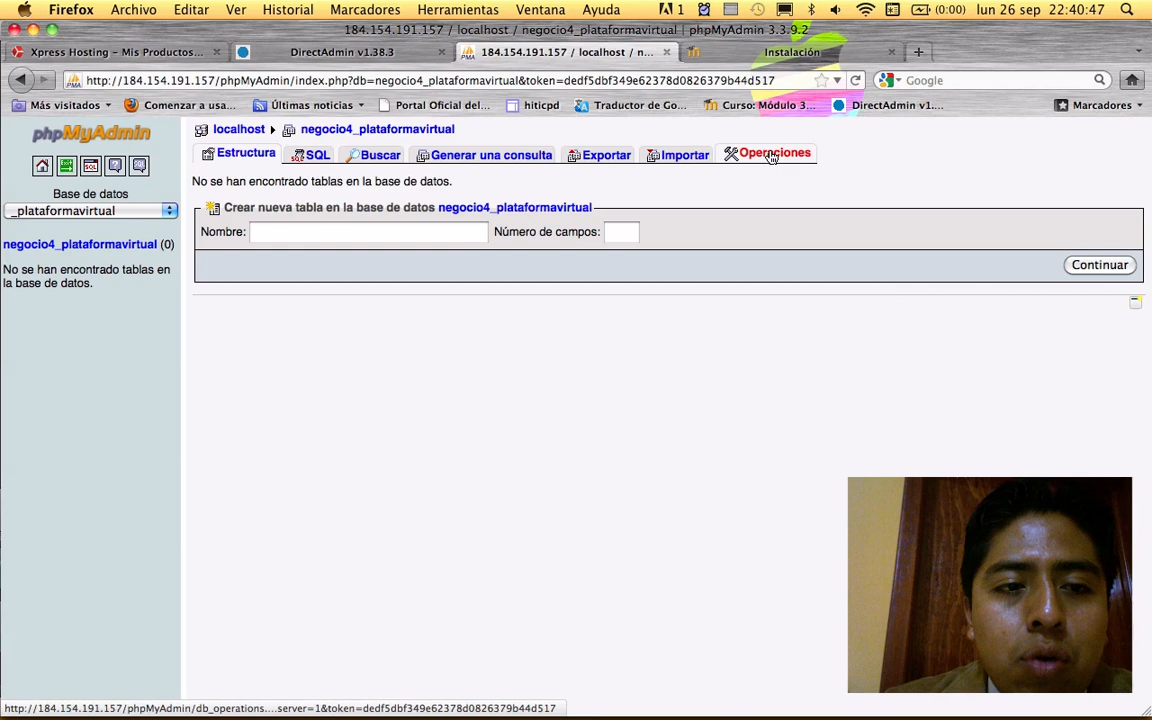 Firefox Archivo Editar Ver Historial Marcadores Herramientas Ventana Ayuda 1 (0:00) lun 26 sep 22:40:47
184.154.191.157 / localhost / negocio4_plataformavirtual | phpMyAdmin 3.3.9.2
Xpress Hosting – Mis Productos... DirectAdmin v1.38.3 184.154.191.157 / localhost / n... Instalación
http://184.154.191.157/phpMyAdmin/index.php?db=negocio4_plataformavirtual&token=dedf5dbf349e62378d0826379b44d517 Google
Más visitados Comenzar a usa... Últimas noticias Portal Oficial del... hiticpd Traductor de Go... Curso: Módulo 3... DirectAdmin v1.... Marcadores
phpMyAdmin
localhost negocio4_plataformavirtual
Estructura SQL Buscar Generar una consulta Exportar Importar Operaciones
Base de datos
_plataformavirtual
negocio4_plataformavirtual (0)
No se han encontrado tablas en
la base de datos.
No se han encontrado tablas en la base de datos.
Crear nueva tabla en la base de datos negocio4_plataformavirtual
Nombre: Número de campos:
Continuar
http://184.154.191.157/phpMyAdmin/db_operations....server=1&token=dedf5dbf349e62378d0826379b44d517